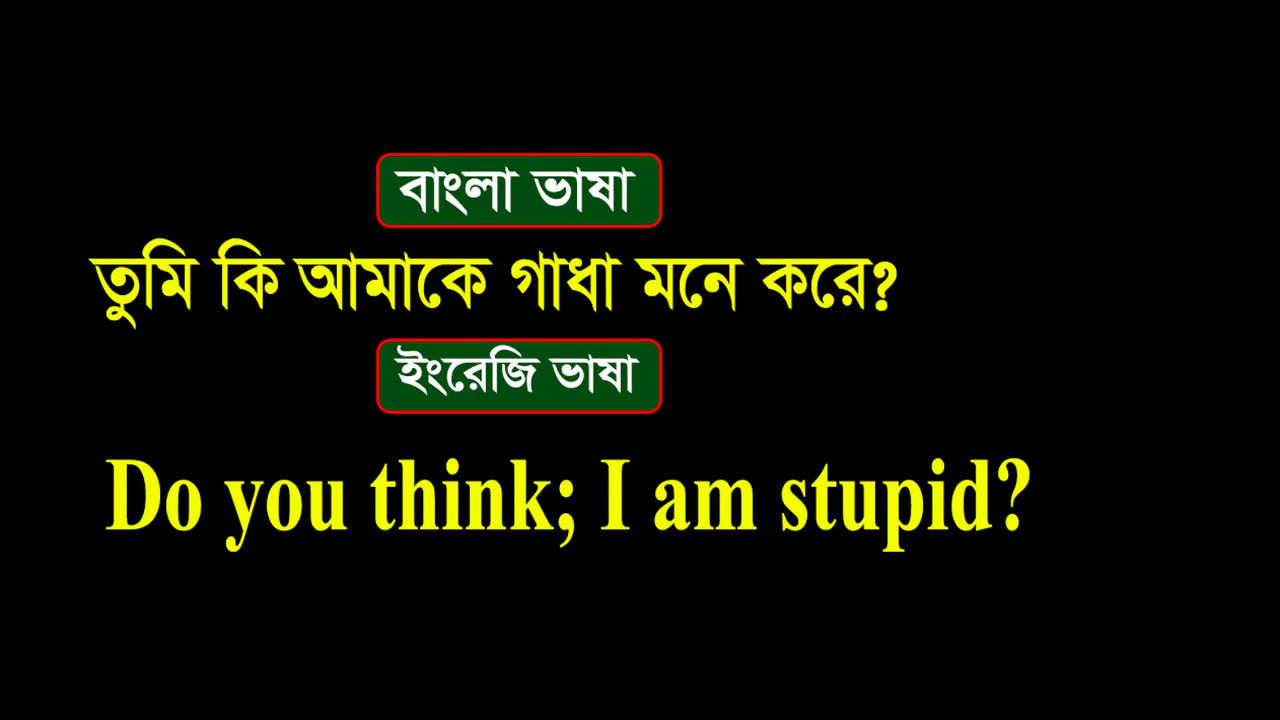 বাংলা ভাষা
তুমি কি আমাকে গাধা মনে করে?
ইংরেজি ভাষা
Do you think; I am stupid?